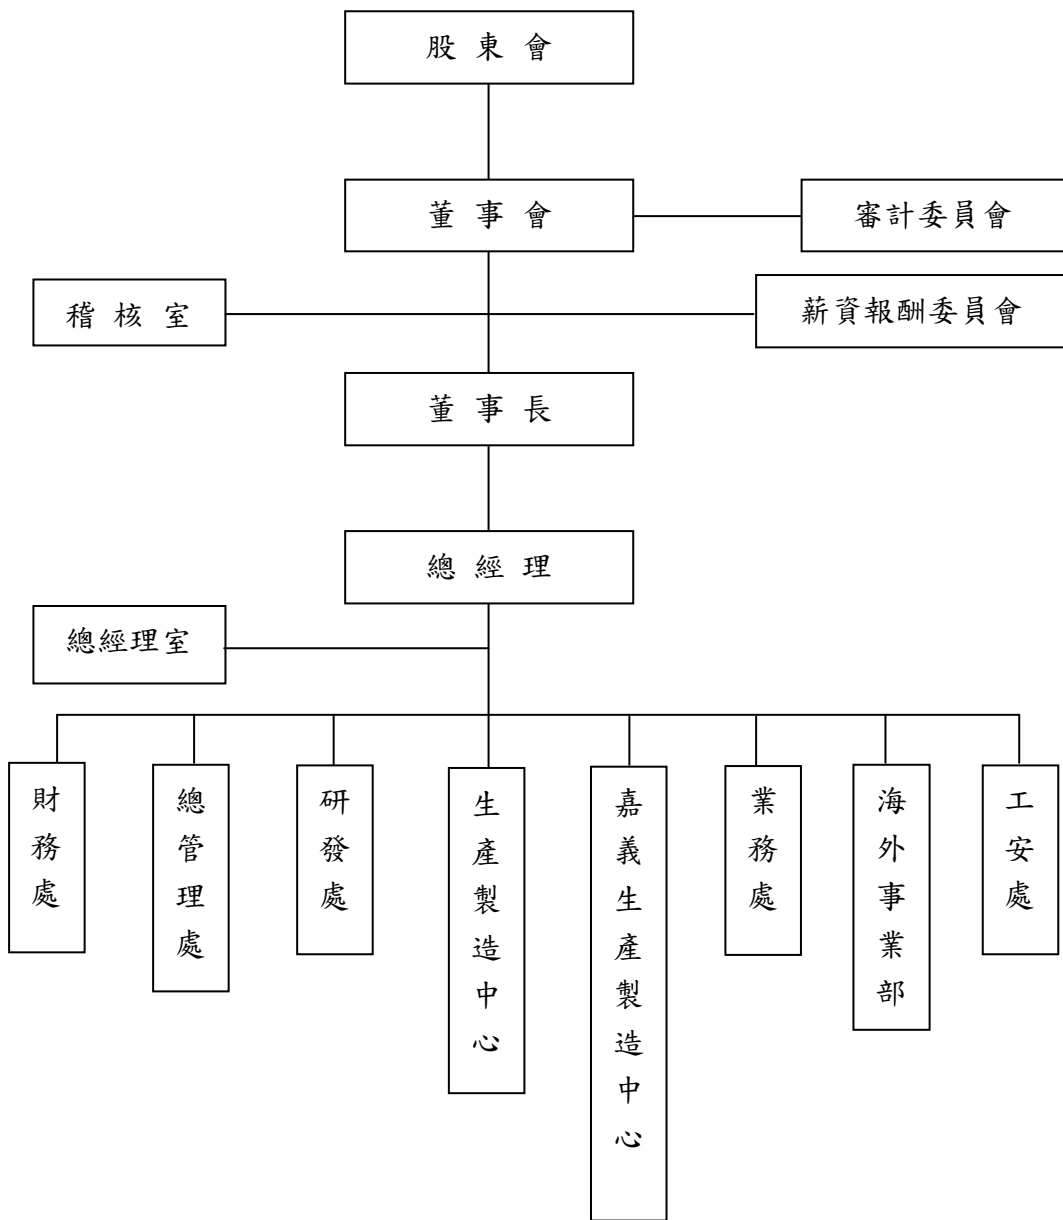 股東會
董事會
審計委員會
稽核室
薪資報酬委員會
董事長
總經理
總經理室
財務處
總管理處
研發處
生產製造中心
嘉義生產製造中心
業務處
海外事業部
工安處